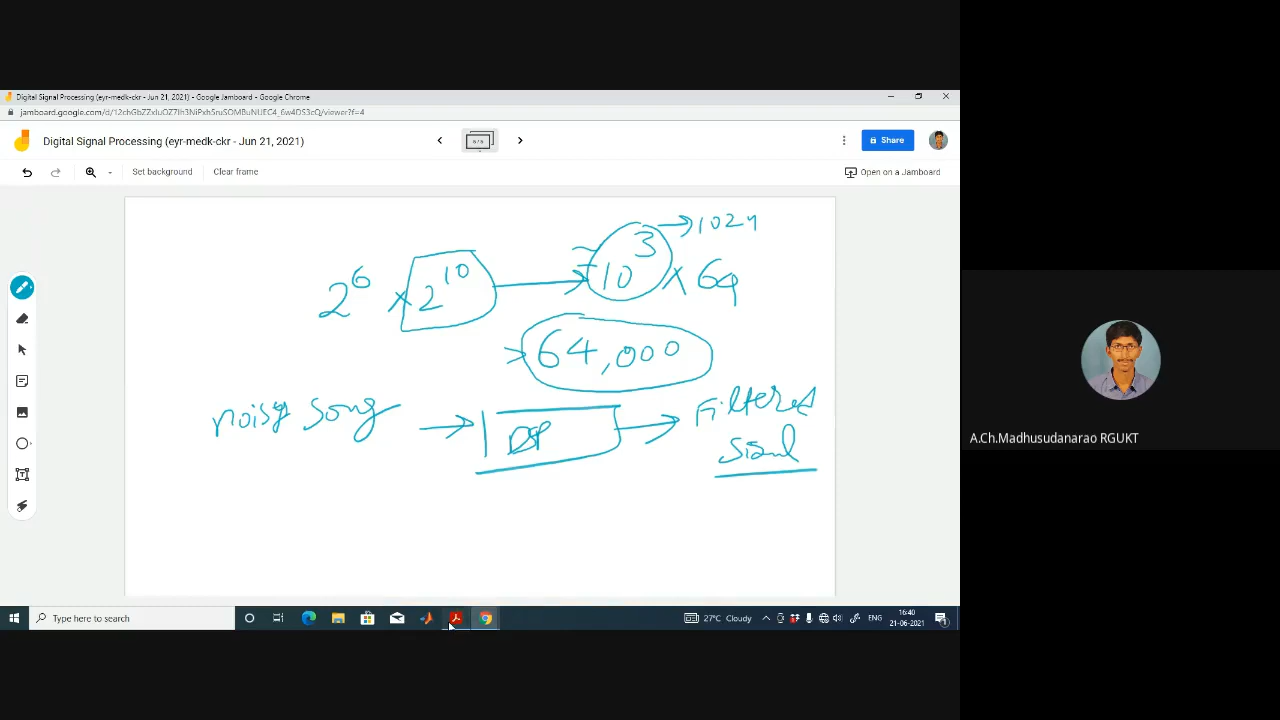 Digital Signal Processing (eyr-medk-ckr - Jun 21, 2021) - Google Jamboard - Google Chrome
Digital Signal Processing (eyr-medk-ckr - Jun 21, 2021)
Share
Set background
Clear frame
Open on a Jamboard
2^6 × 2^10 → 10^3 × 64
→ 1024
→ 64,000
noisy song → DSP → Filtered
signal
A.Ch.Madhusudanarao RGUKT
Type here to search
27°C Cloudy
ENG
16:40
21-06-2021